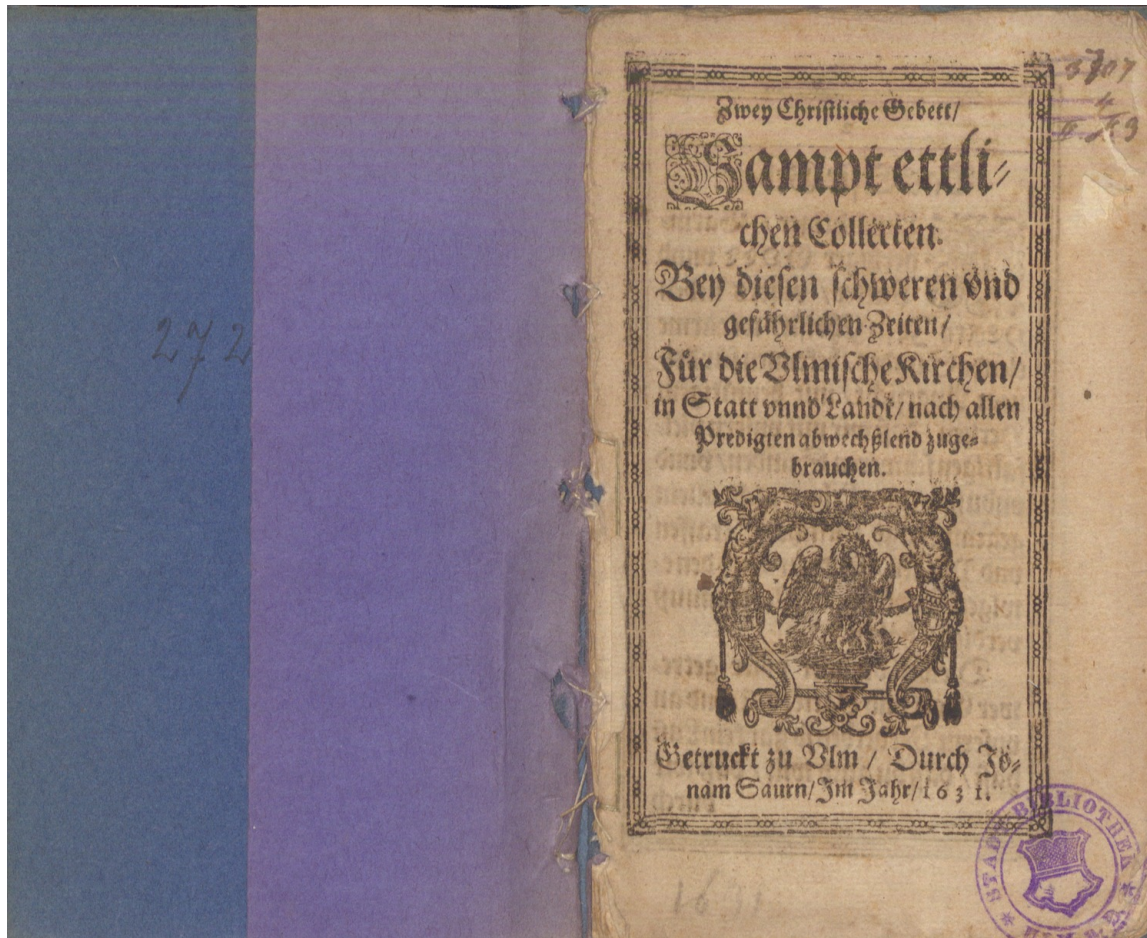 272
Zwey Christliche Gebett/
Sampt ettli-
chen Collecten.
Bey diesen schweren vnd
gefährlichen Zeiten/
Für die Vlmische Kirchen/
in Statt vnnd Landt/ nach allen
Predigten abwechßlend zuge-
brauchen.
Getruckt zu Vlm / Durch Jo-
nam Saurn/ Im Jahr/ 1631.
STADTBIBLIOTHEK
1631